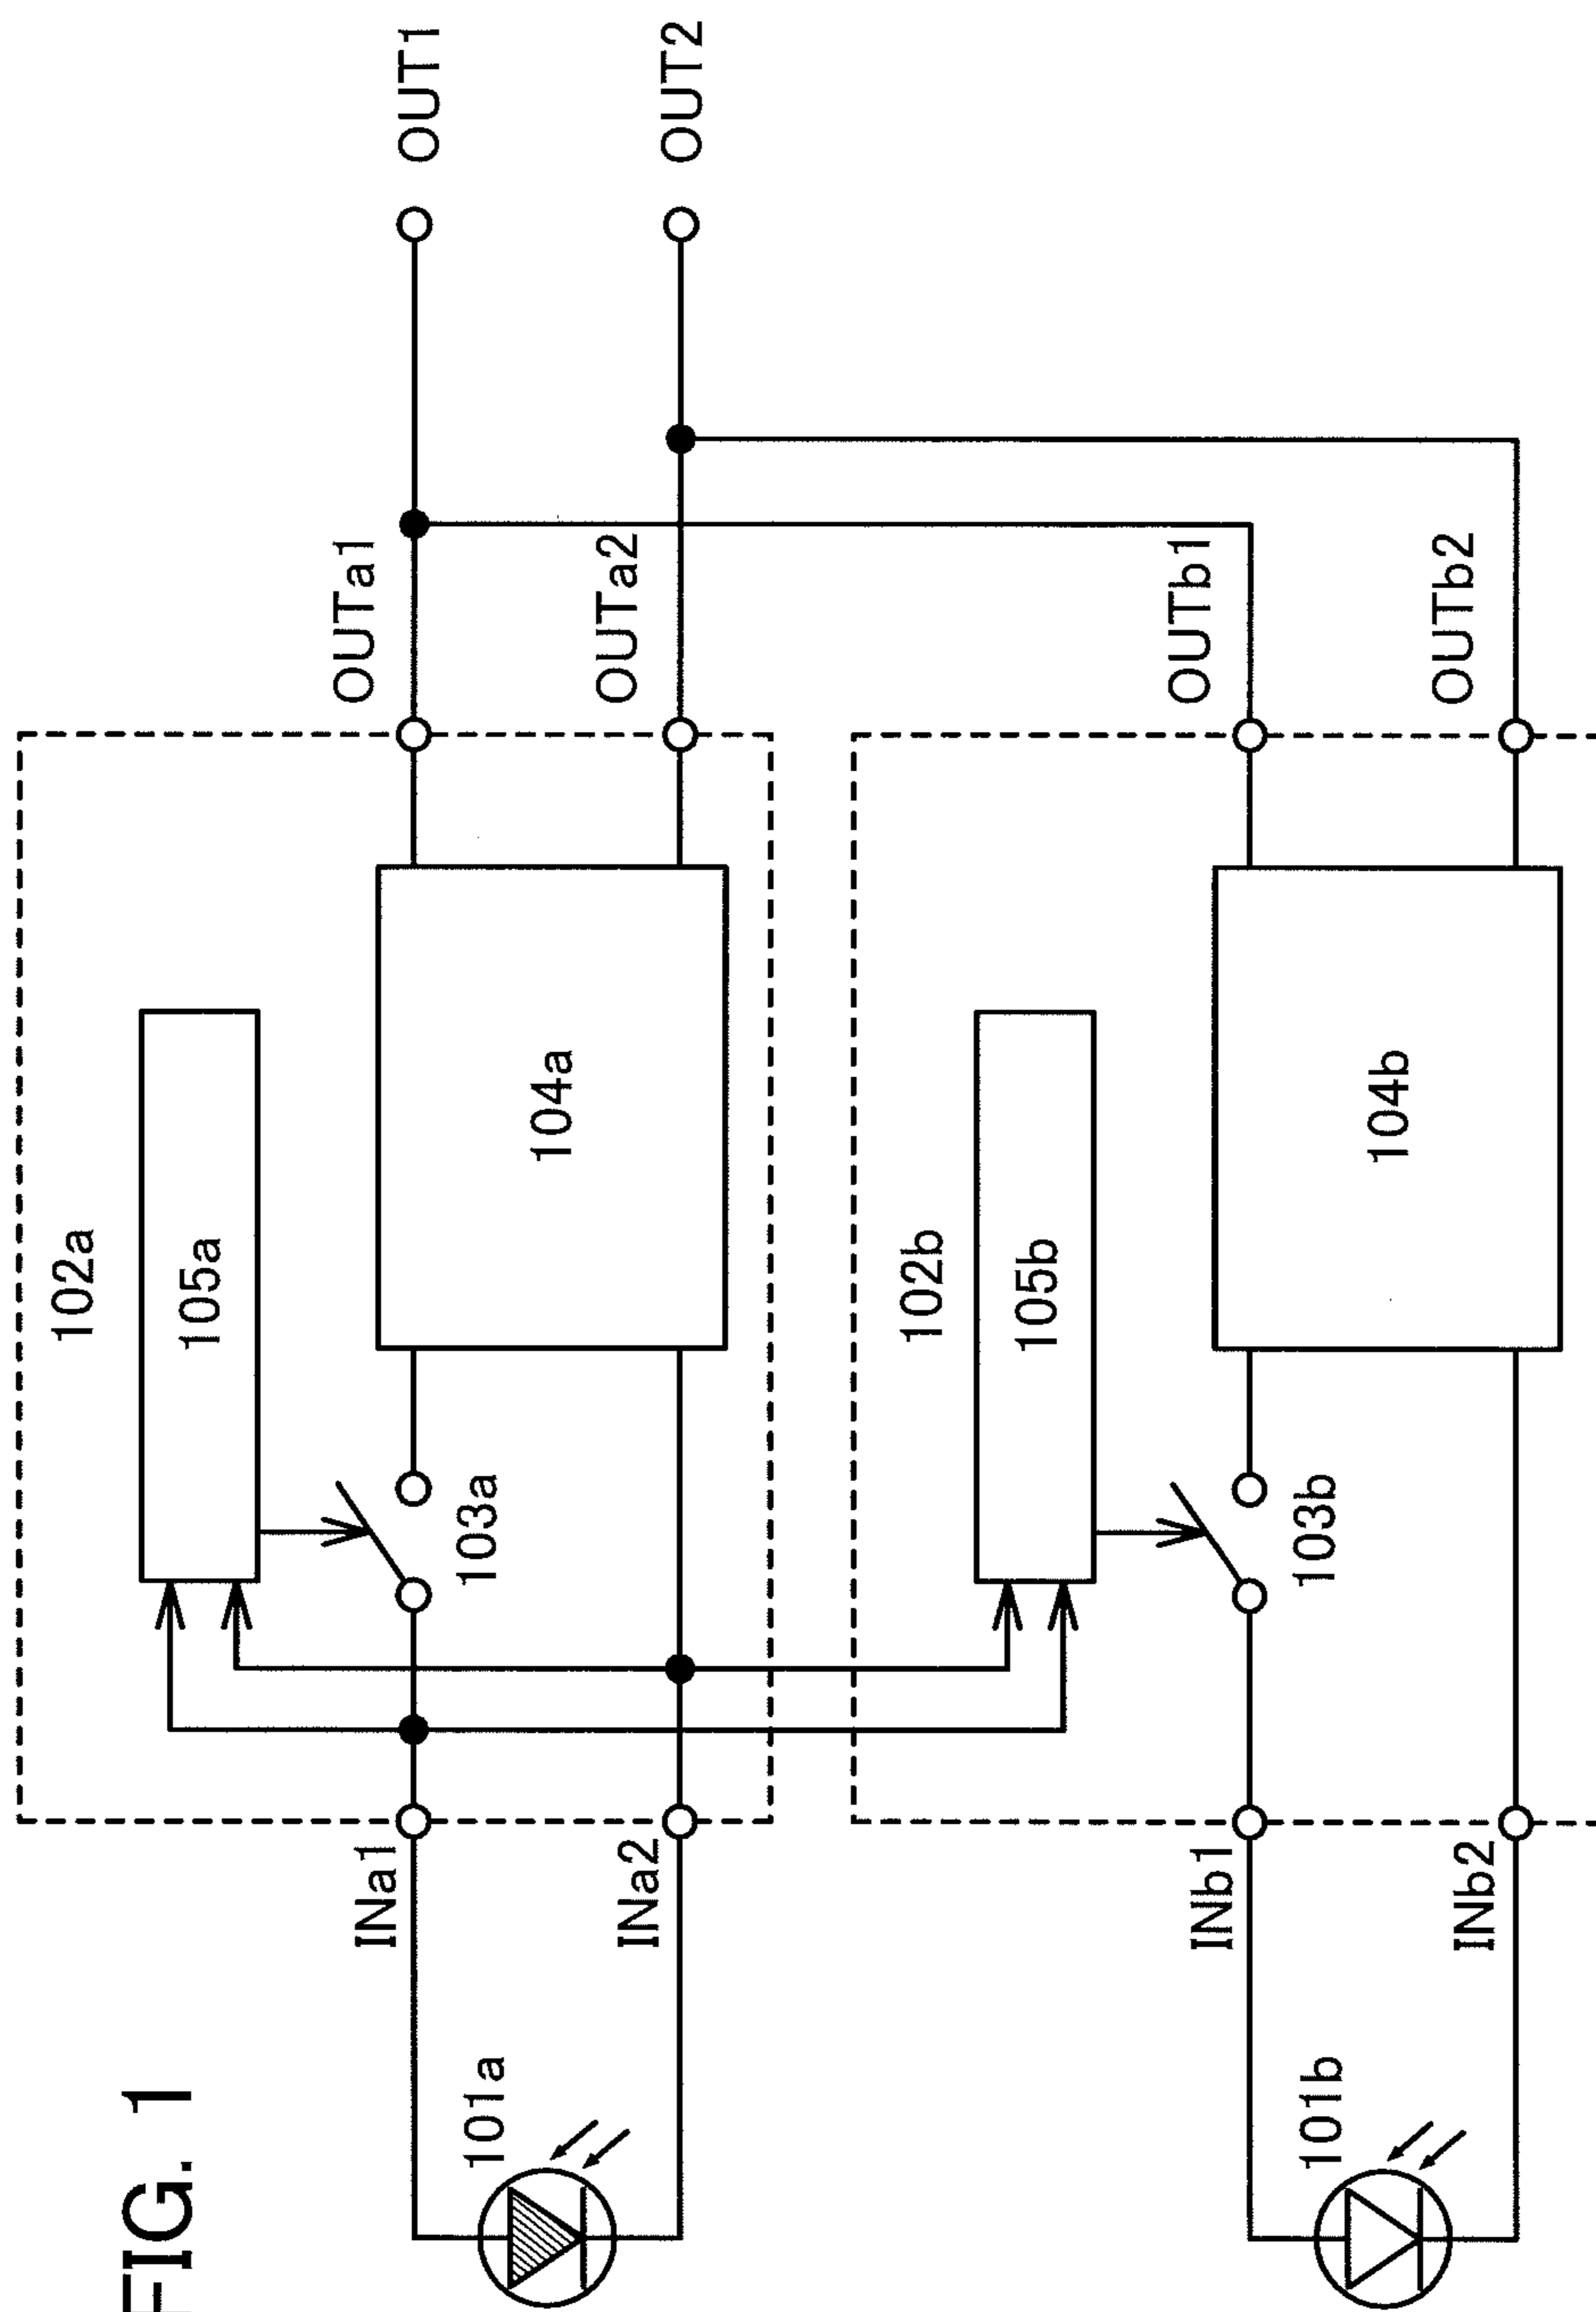 FIG. 1
102a
105a
103a
104a
101a
INa1
INa2
OUTa1
OUTa2
OUT1
OUT2
102b
105b
103b
104b
101b
INb1
INb2
OUTb1
OUTb2